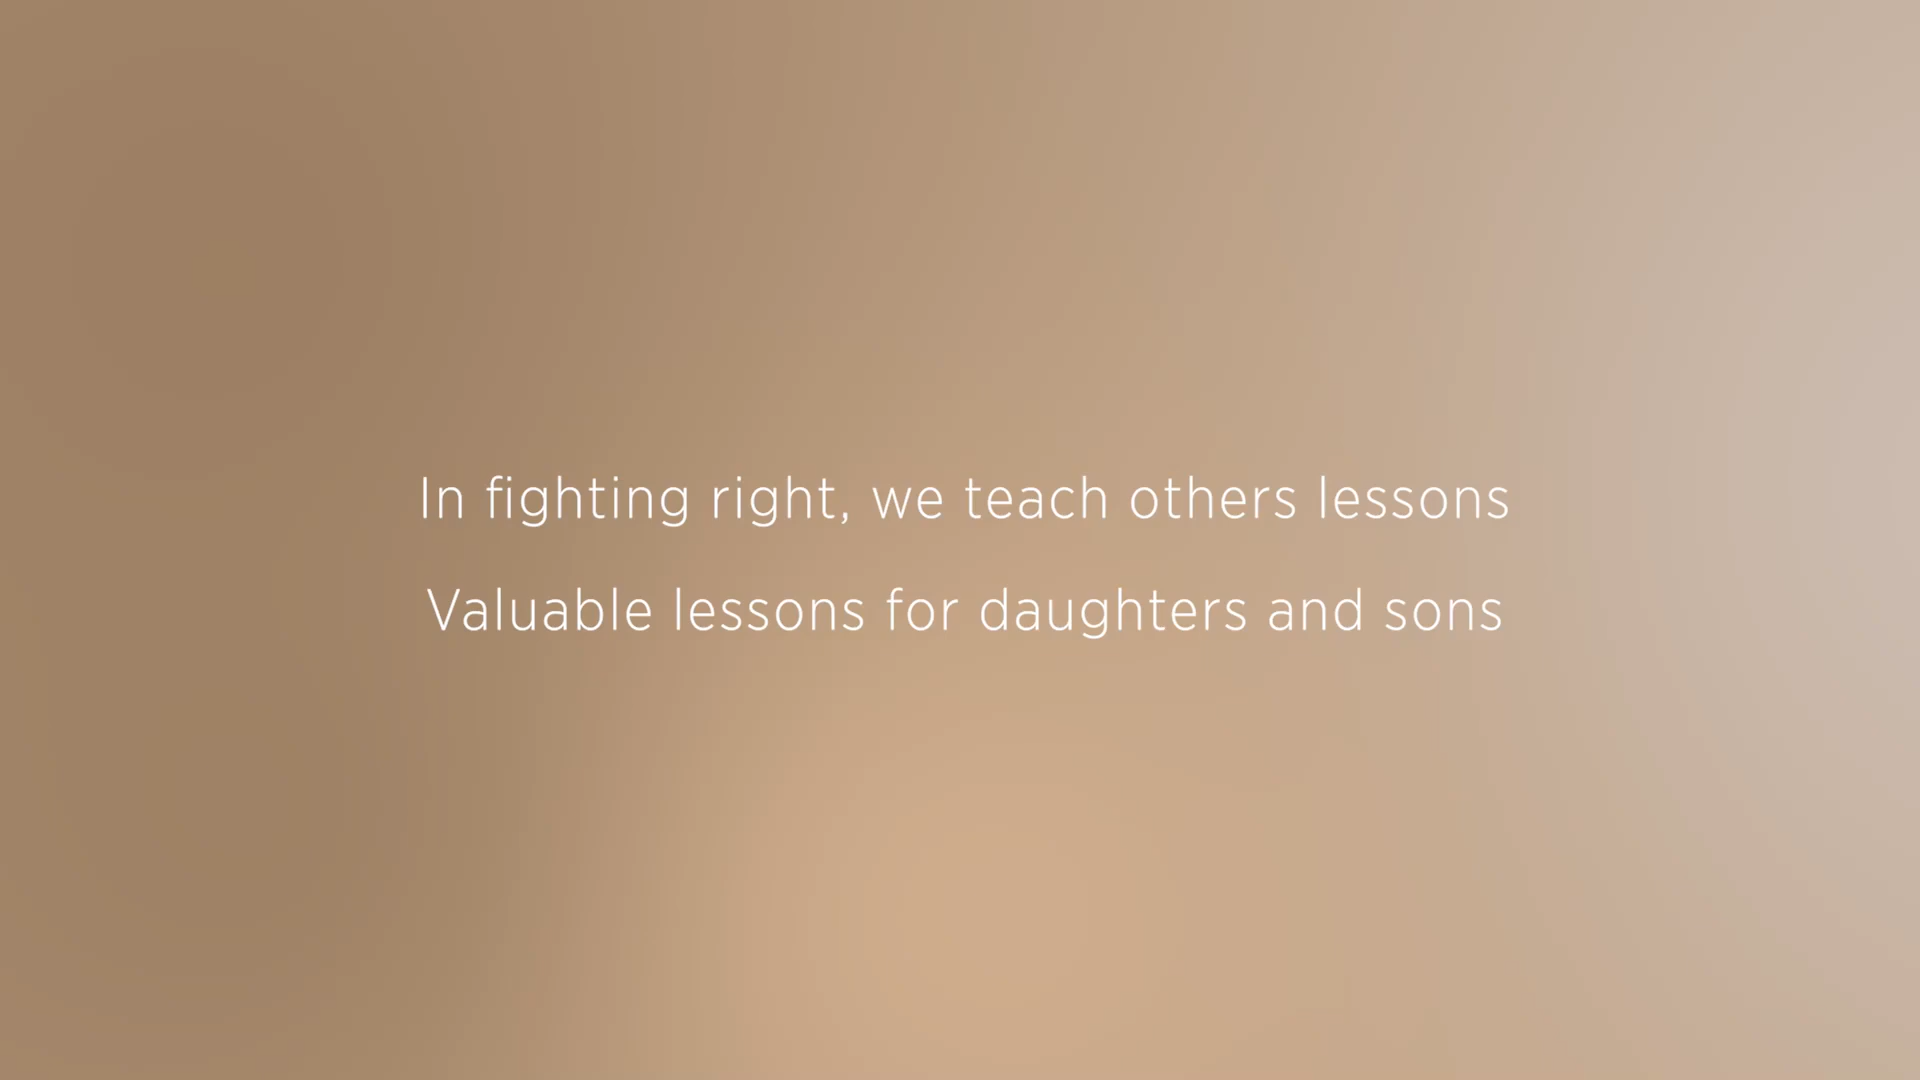 In fighting right, we teach others lessons
Valuable lessons for daughters and sons